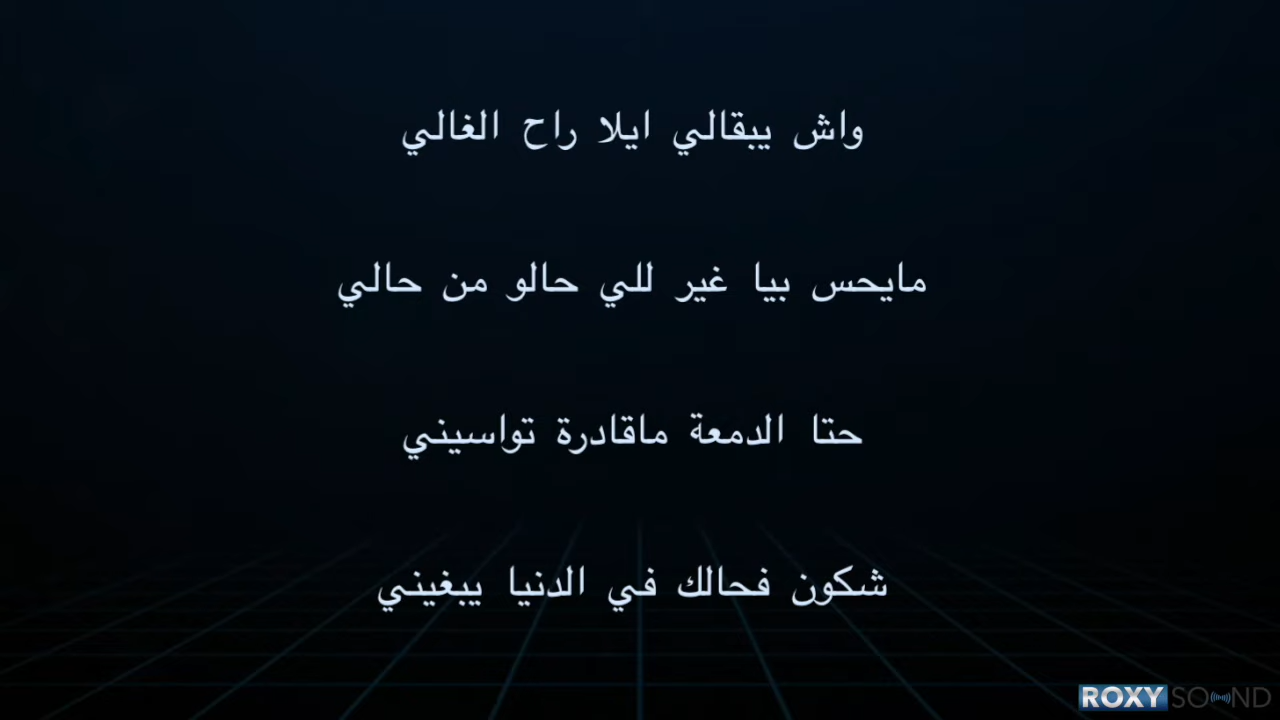 واش يبقالي ايلا راح الغالي
مايحس بيا غير للي حالو من حالي
حتا الدمعة ماقادرة تواسيني
شكون فحالك في الدنيا يبغيني
ROXY SOUND